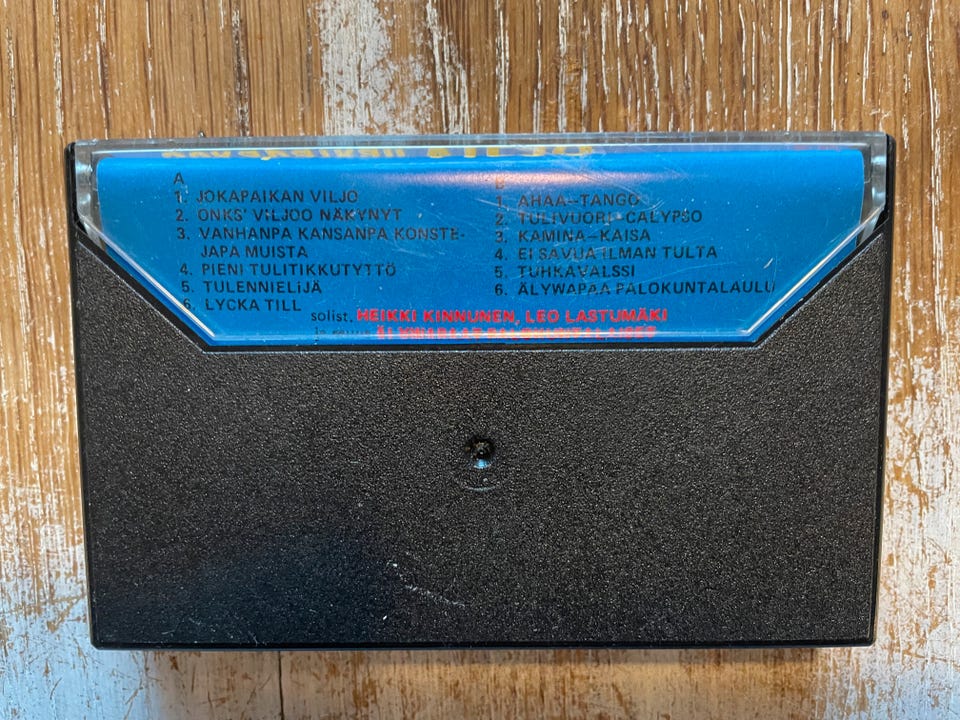 A
1. JOKAPAIKAN VILJO
2. ONKS' VILJOO NÄKYNYT
3. VANHANPA KANSANPA KONSTE-
JAPA MUISTA
4. PIENI TULITIKKUTYTTÖ
5. TULENNIELIJÄ
6. LYCKA TILL
B
1. AHAA-TANGO
2. TULIVUORI-CALYPSO
3. KAMINA-KAISA
4. EI SAVUA ILMAN TULTA
5. TUHKAVALSSI
6. ÄLYWAPAA PALOKUNTALAULU
solist. HEIKKI KINNUNEN, LEO LASTUMÄKI